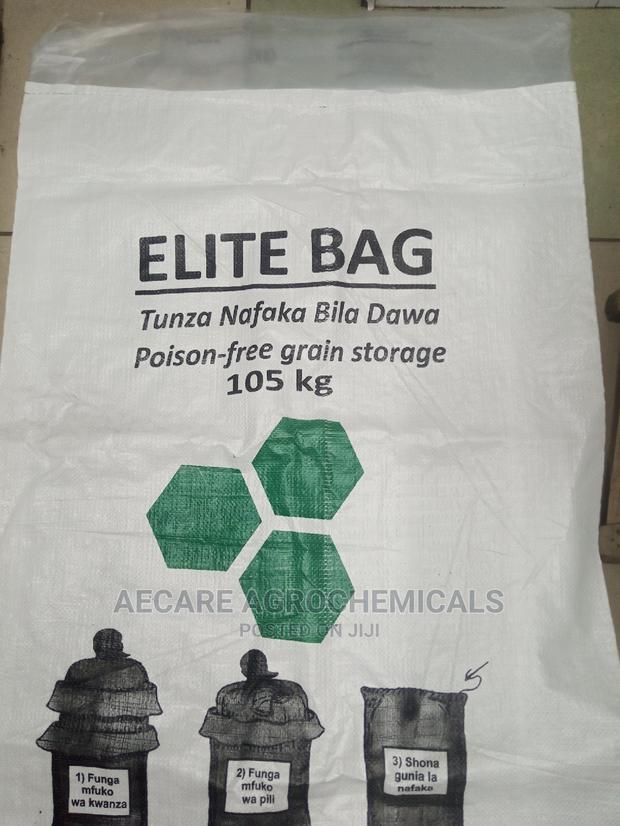 ELITE BAG
Tunza Nafaka Bila Dawa
Poison-free grain storage
105 kg
AECARE AGROCHEMICALS
POSTED ON JIJI
1) Funga
mfuko
wa kwanza
2) Funga
mfuko
wa pili
3) Shona
gunia la
nafaka